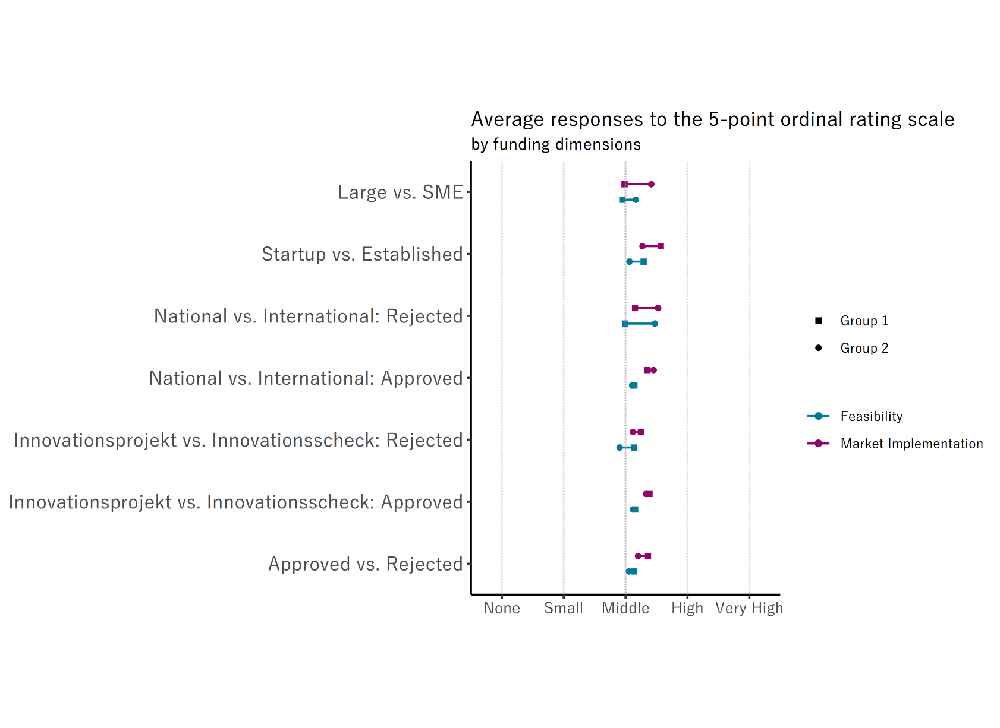 Average responses to the 5-point ordinal rating scale
by funding dimensions
Large vs. SME
Startup vs. Established
National vs. International: Rejected
National vs. International: Approved
Innovationsprojekt vs. Innovationsscheck: Rejected
Innovationsprojekt vs. Innovationsscheck: Approved
Approved vs. Rejected
None Small Middle High Very High
Group 1
Group 2
Feasibility
Market Implementation